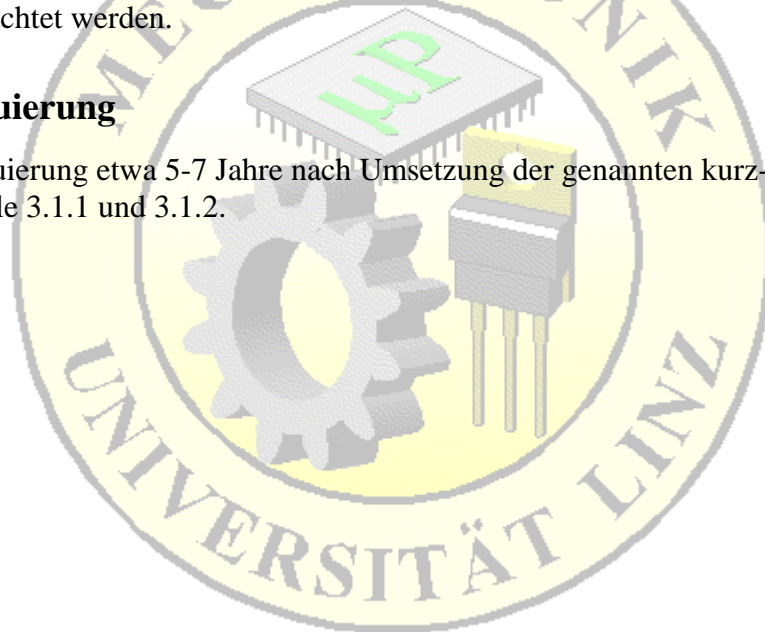 chtet werden.
uierung
uierung etwa 5-7 Jahre nach Umsetzung der genannten kurz-
le 3.1.1 und 3.1.2.
µP
UNIVERSITÄT LINZ